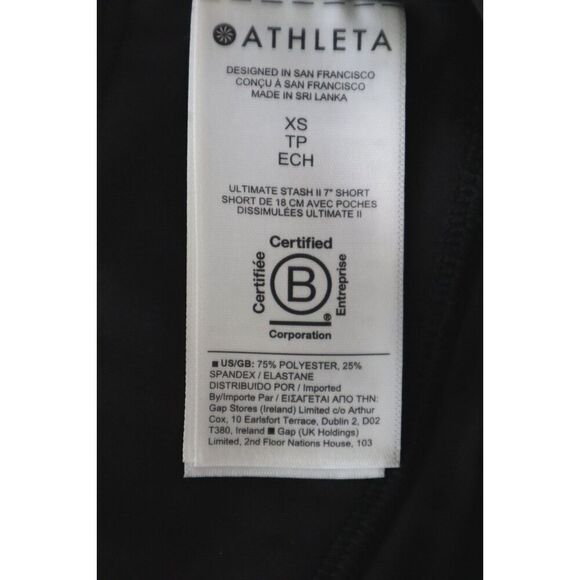 ATHLETA
DESIGNED IN SAN FRANCISCO
CONÇU À SAN FRANCISCO
MADE IN SRI LANKA
XS
TP
ECH
ULTIMATE STASH II 7" SHORT
SHORT DE 18 CM AVEC POCHES
DISSIMULÉES ULTIMATE II
Certified
Certifiée
B
Entreprise
®
Corporation
■ US/GB: 75% POLYESTER, 25%
SPANDEX / ELASTANE
DISTRIBUIDO POR / Imported
By/Importe Par / ΕΙΣΑΓΕΤΑΙ ΑΠΟ ΤΗΝ:
Gap Stores (Ireland) Limited c/o Arthur
Cox, 10 Earlsfort Terrace, Dublin 2, D02
T380, Ireland ■ Gap (UK Holdings)
Limited, 2nd Floor Nations House, 103